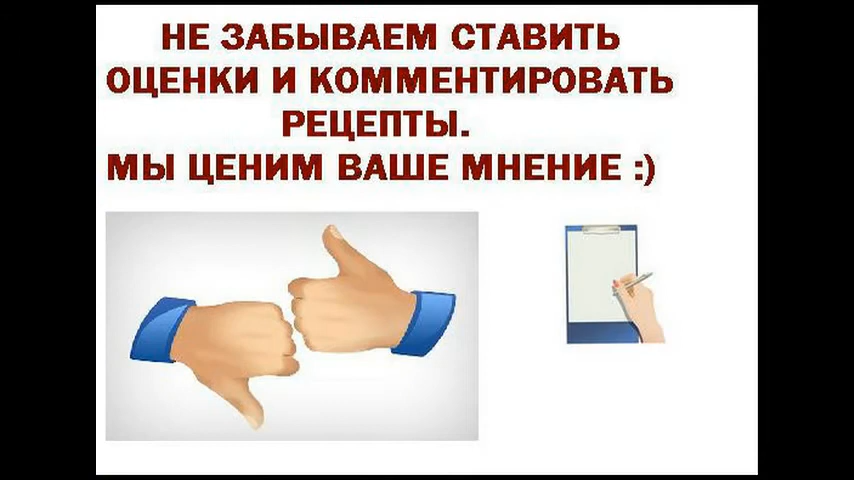 НЕ ЗАБЫВАЕМ СТАВИТЬ
ОЦЕНКИ И КОММЕНТИРОВАТЬ
РЕЦЕПТЫ.
МЫ ЦЕНИМ ВАШЕ МНЕНИЕ :)